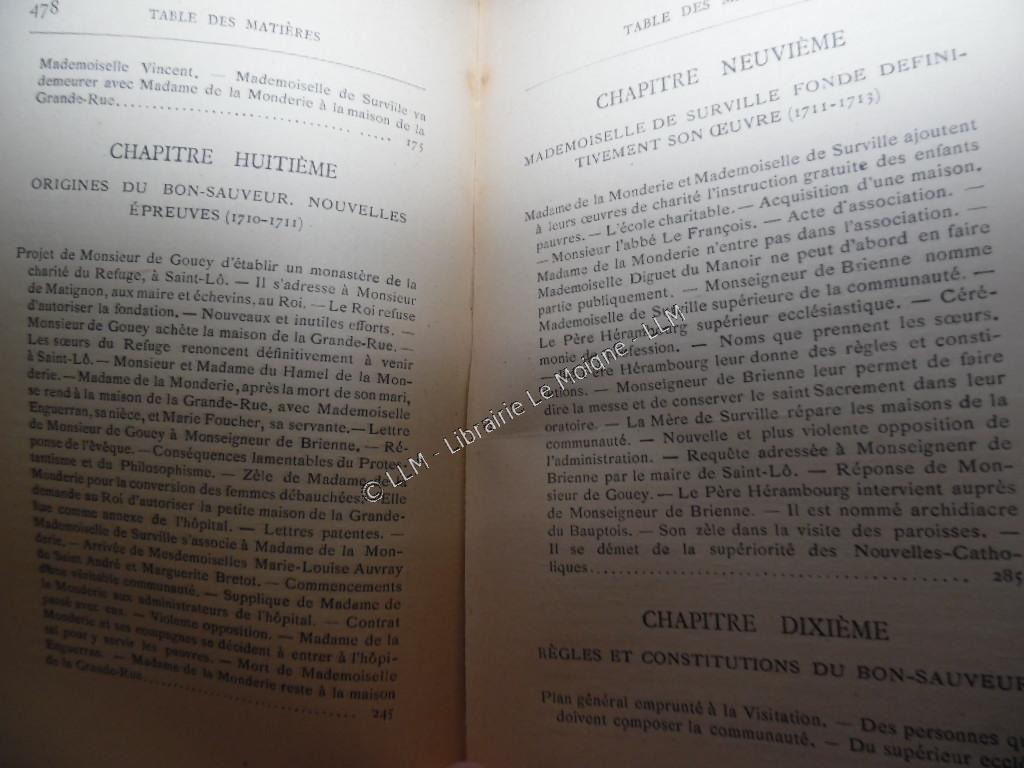 478
TABLE DES MATIÈRES
Mademoiselle Vincent. — Mademoiselle de Surville va
demeurer avec Madame de la Monderie à la maison de la
Grande-Rue. 175
CHAPITRE HUITIÈME
ORIGINES DU BON-SAUVEUR. NOUVELLES
ÉPREUVES (1710-1711)
Projet de Monsieur de Gouey d'établir un monastère de la
charité du Refuge, à Saint-Lô. — Il s'adresse à Monsieur
de Matignon, aux maire et échevins, au Roi. — Le Roi refuse
d'autoriser la fondation. — Nouveaux et inutiles efforts. —
Monsieur de Gouey achète la maison de la Grande-Rue. —
Les sœurs du Refuge renoncent définitivement à venir
à Saint-Lô. — Monsieur et Madame du Hamel de la Mon-
derie. — Madame de la Monderie, après la mort de son mari,
se rend à la maison de la Grande-Rue, avec Mademoiselle
Enguerran, sa nièce, et Marie Foucher, sa servante. — Lettre
de Monsieur de Gouey à Monseigneur de Brienne. — Ré-
ponse de l'évêque. — Conséquences lamentables du Protes-
tantisme et du Philosophisme. — Zèle de Madame de la
Monderie pour la conversion des femmes débauchées. — Elle
demande au Roi d'autoriser la petite maison de la Grande-
Rue comme annexe de l'hôpital. — Lettres patentes. —
Mademoiselle de Surville s'associe à Madame de la Mon-
derie. — Arrivée de Mesdemoiselles Marie-Louise Auvray
de Saint André et Marguerite Bretot. — Commencements
d'une véritable communauté. — Supplique de Madame de
la Monderie aux administrateurs de l'hôpital. — Contrat
passé avec eux. — Violente opposition. — Madame de la
Monderie et ses compagnes se décident à entrer à l'hôpi-
tal pour y servir les pauvres. — Mort de Mademoiselle
Enguerran. — Madame de la Monderie reste à la maison
de la Grande-Rue. 245
TABLE DES
CHAPITRE NEUVIÈME
MADEMOISELLE DE SURVILLE FONDE DEFINI-
TIVEMENT SON ŒUVRE (1711-1713)
Madame de la Monderie et Mademoiselle de Surville ajoutent
à leurs œuvres de charité l'instruction gratuite des enfants
pauvres. — L'école charitable. — Acquisition d'une maison.
— Monsieur l'abbé Le François. — Acte d'association. —
Madame de la Monderie n'entre pas dans l'association. —
Mademoiselle Diguet du Manoir ne peut d'abord en faire
partie publiquement. — Monseigneur de Brienne nomme
Mademoiselle de Surville supérieure de la communauté. —
Le Père Hérambourg supérieur ecclésiastique. — Céré-
monie de profession. — Noms que prennent les sœurs.
— Le Père Hérambourg leur donne des règles et consti-
tutions. — Monseigneur de Brienne leur permet de faire
dire la messe et de conserver le saint Sacrement dans leur
oratoire. — La Mère de Surville répare les maisons de la
communauté. — Nouvelle et plus violente opposition de
l'administration. — Requête adressée à Monseignenr de
Brienne par le maire de Saint-Lô. — Réponse de Mon-
sieur de Gouey. — Le Père Hérambourg intervient auprès
de Monseigneur de Brienne. — Il est nommé archidiacre
du Bauptois. — Son zèle dans la visite des paroisses. —
Il se démet de la supériorité des Nouvelles-Catho-
liques. 285
CHAPITRE DIXIÈME
RÈGLES ET CONSTITUTIONS DU BON-SAUVEUR
Plan général emprunté à la Visitation. — Des personnes qu
doivent composer la communauté. — Du supérieur ecclé
© LLM - Librairie Le Moigne - LLM